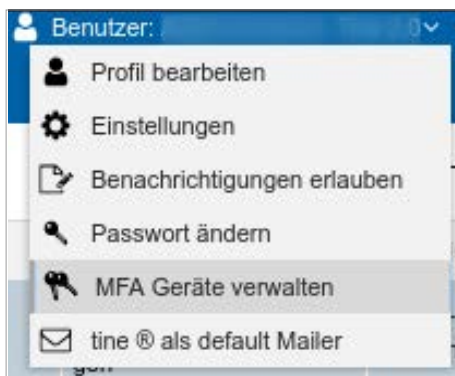 Benutzer:
Profil bearbeiten
Einstellungen
Benachrichtigungen erlauben
Passwort ändern
MFA Geräte verwalten
tine ® als default Mailer